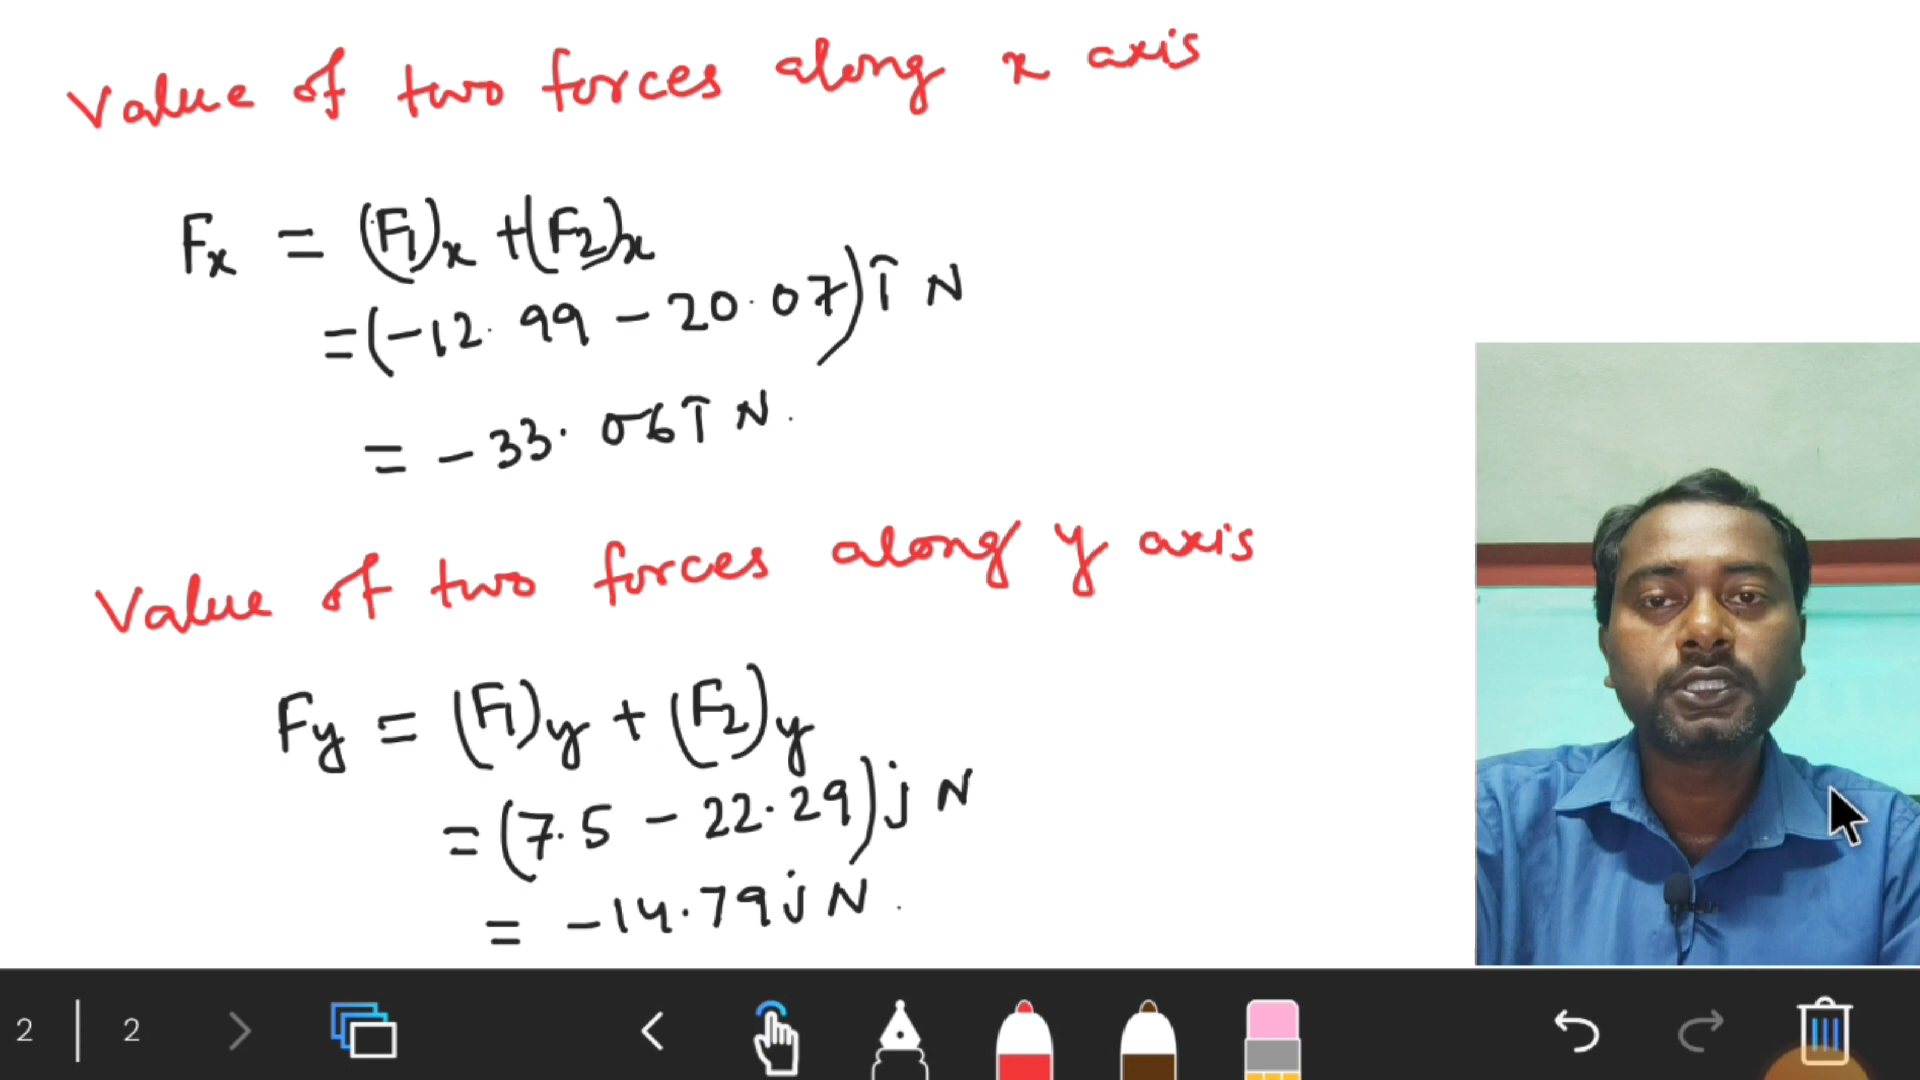 Value of two forces along x axis
Fx = (F1)x + (F2)x
= (-12.99 - 20.07) î N
= -33.06 î N.
Value of two forces along y axis
Fy = (F1)y + (F2)y
= (7.5 - 22.29) j N
= -14.79 j N.
2 | 2